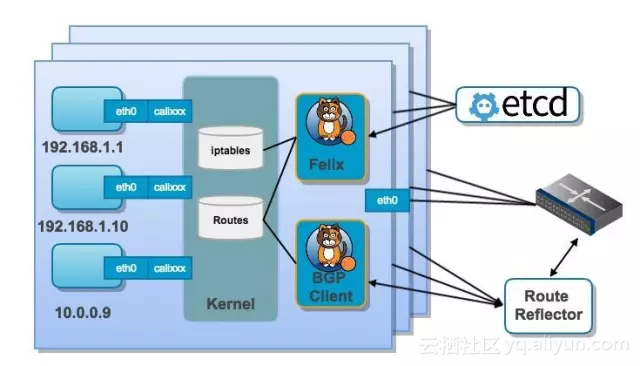 eth0 calixxx
192.168.1.1
eth0 calixxx
192.168.1.10
eth0 calixxx
10.0.0.9
iptables
Routes
Kernel
Felix
BGP
Client
eth0
etcd
Route
Reflector
云栖社区 yq.aliyun.com